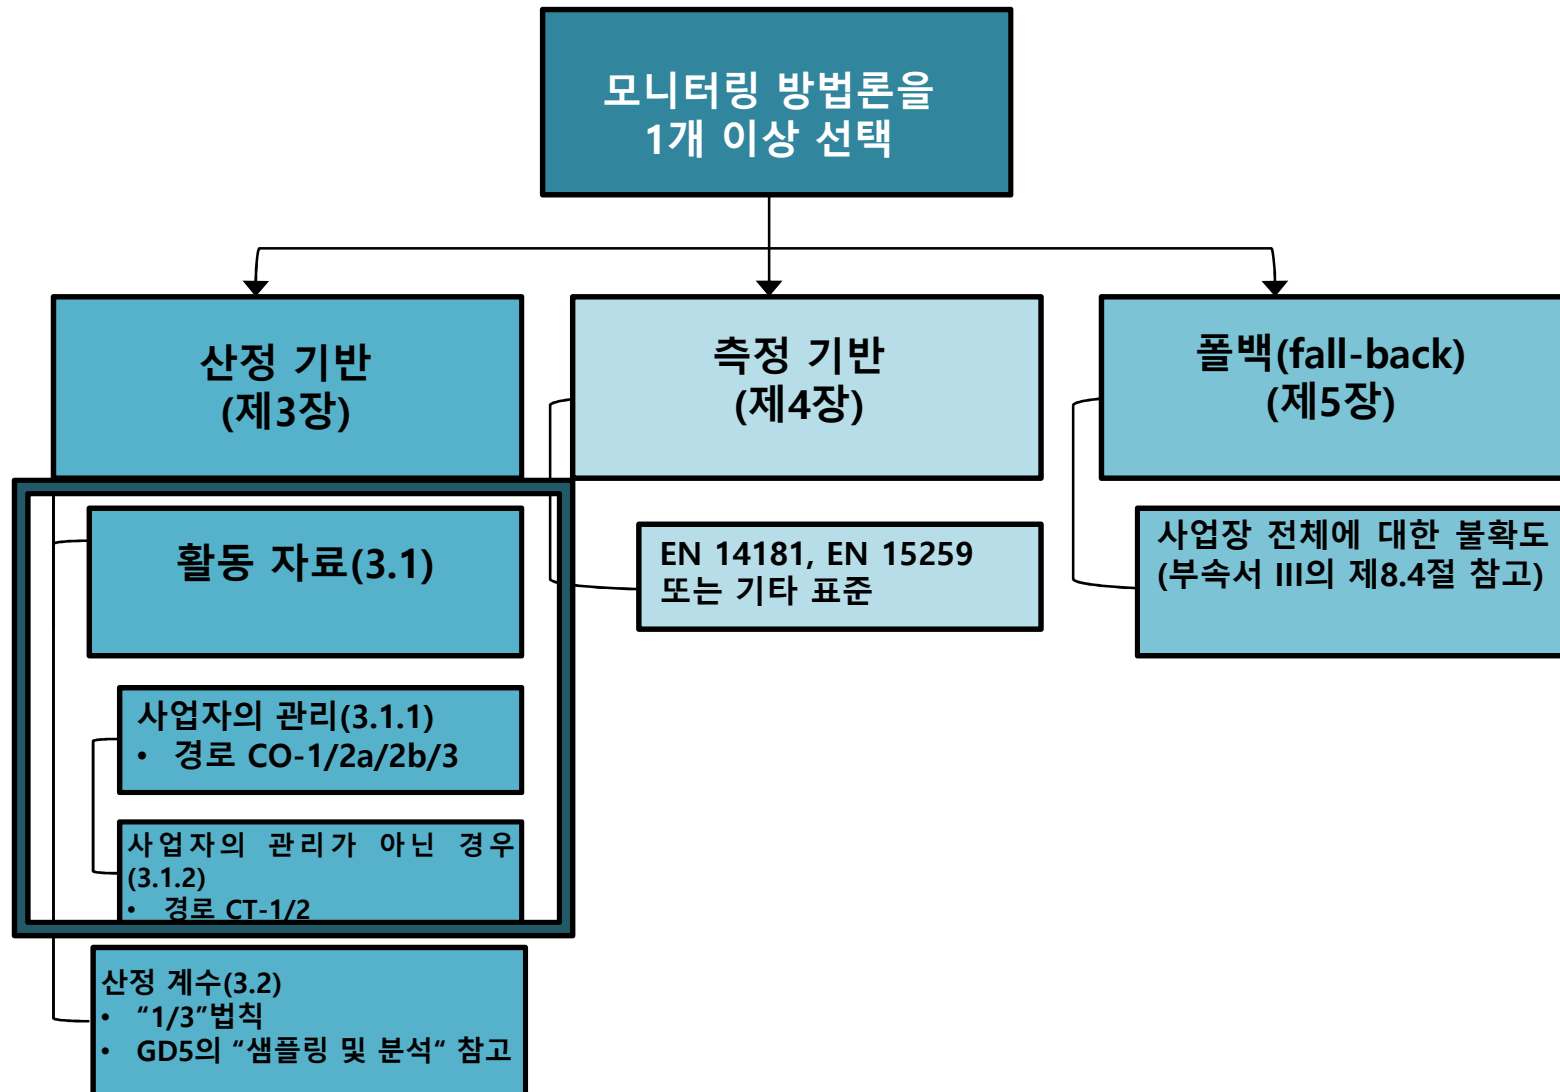 모니터링 방법론을
1개 이상 선택
산정 기반
(제3장)
측정 기반
(제4장)
폴백(fall-back)
(제5장)
활동 자료(3.1)
EN 14181, EN 15259
또는 기타 표준
사업장 전체에 대한 불확도
(부속서 III의 제8.4절 참고)
사업자의 관리(3.1.1)
• 경로 CO-1/2a/2b/3
사업자의 관리가 아닌 경우
(3.1.2)
• 경로 CT-1/2
산정 계수(3.2)
• “1/3”법칙
• GD5의 “샘플링 및 분석“ 참고